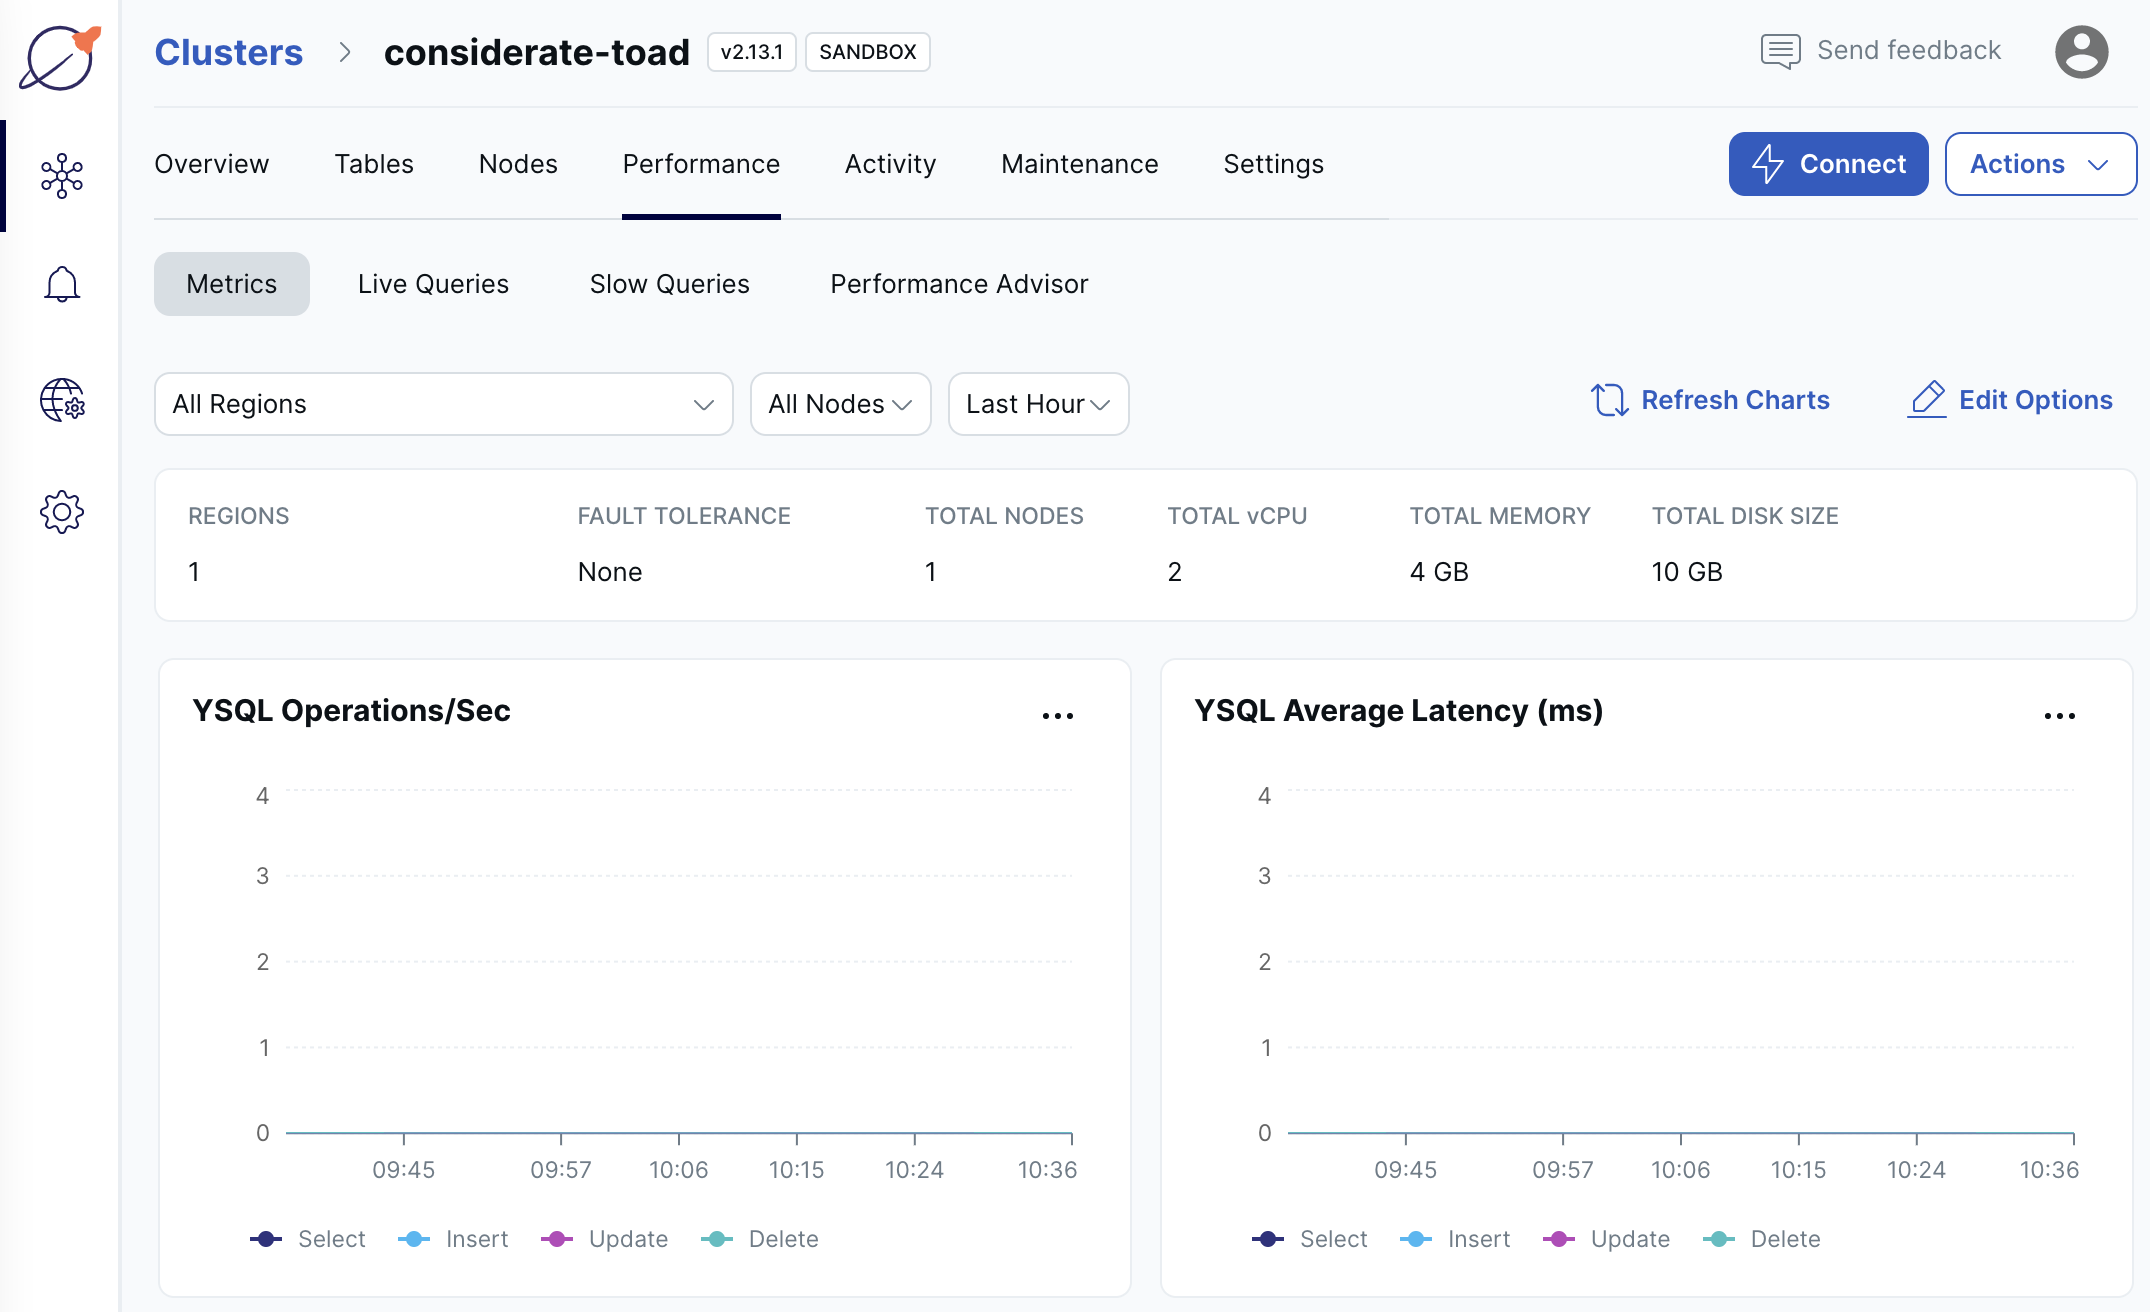 Clusters > considerate-toad v2.13.1 SANDBOX Send feedback
Overview Tables Nodes Performance Activity Maintenance Settings Connect Actions
Metrics Live Queries Slow Queries Performance Advisor
All Regions All Nodes Last Hour Refresh Charts Edit Options
REGIONS FAULT TOLERANCE TOTAL NODES TOTAL vCPU TOTAL MEMORY TOTAL DISK SIZE
1 None 1 2 4 GB 10 GB
YSQL Operations/Sec
4
3
2
1
0
09:45 09:57 10:06 10:15 10:24 10:36
Select Insert Update Delete
YSQL Average Latency (ms)
4
3
2
1
0
09:45 09:57 10:06 10:15 10:24 10:36
Select Insert Update Delete